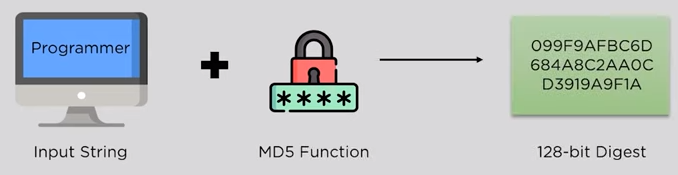 Programmer
****
099F9AFBC6D
684A8C2AA0C
D3919A9F1A
Input String
MD5 Function
128-bit Digest